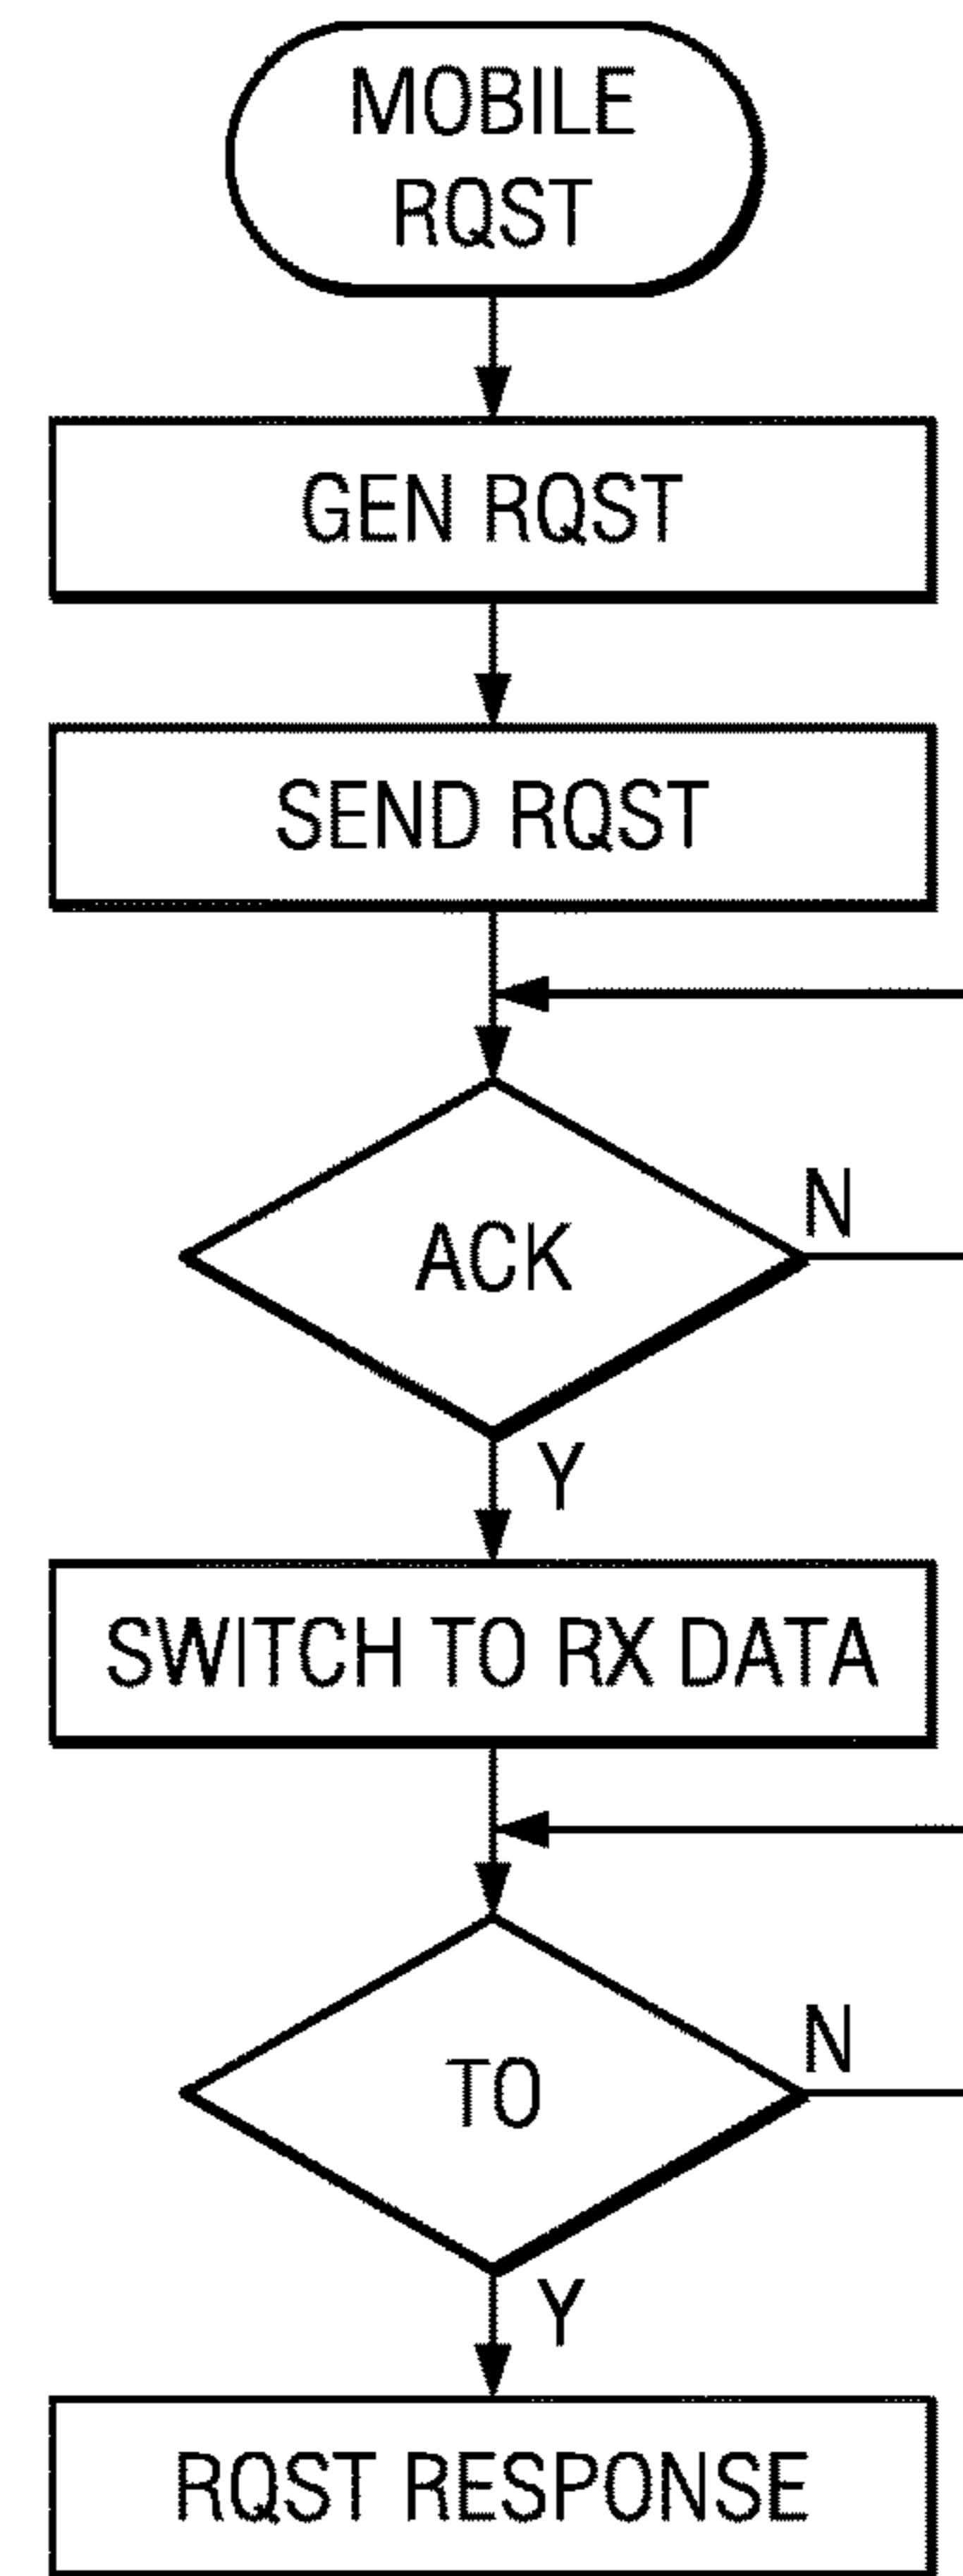 MOBILE
RQST
GEN RQST
SEND RQST
ACK
N
Y
SWITCH TO RX DATA
TO
N
Y
RQST RESPONSE